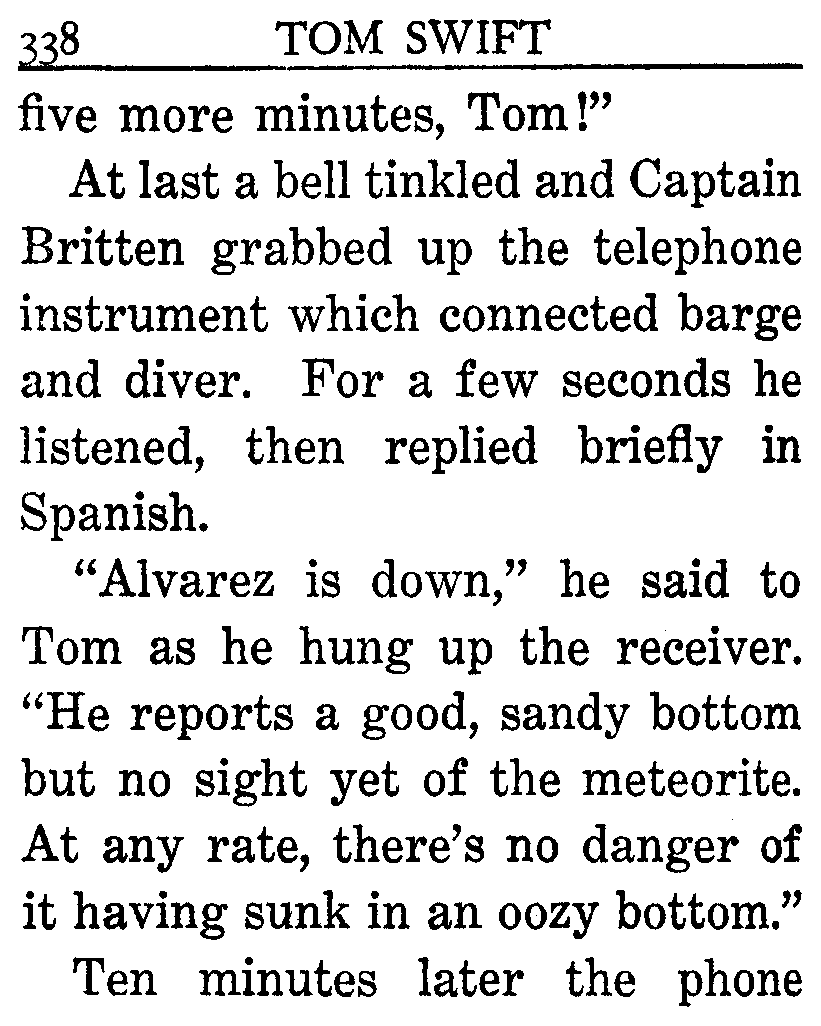 338 TOM SWIFT
five more minutes, Tom!”
At last a bell tinkled and Captain
Britten grabbed up the telephone
instrument which connected barge
and diver. For a few seconds he
listened, then replied briefly in
Spanish.
“Alvarez is down,” he said to
Tom as he hung up the receiver.
“He reports a good, sandy bottom
but no sight yet of the meteorite.
At any rate, there’s no danger of
it having sunk in an oozy bottom.”
Ten minutes later the phone